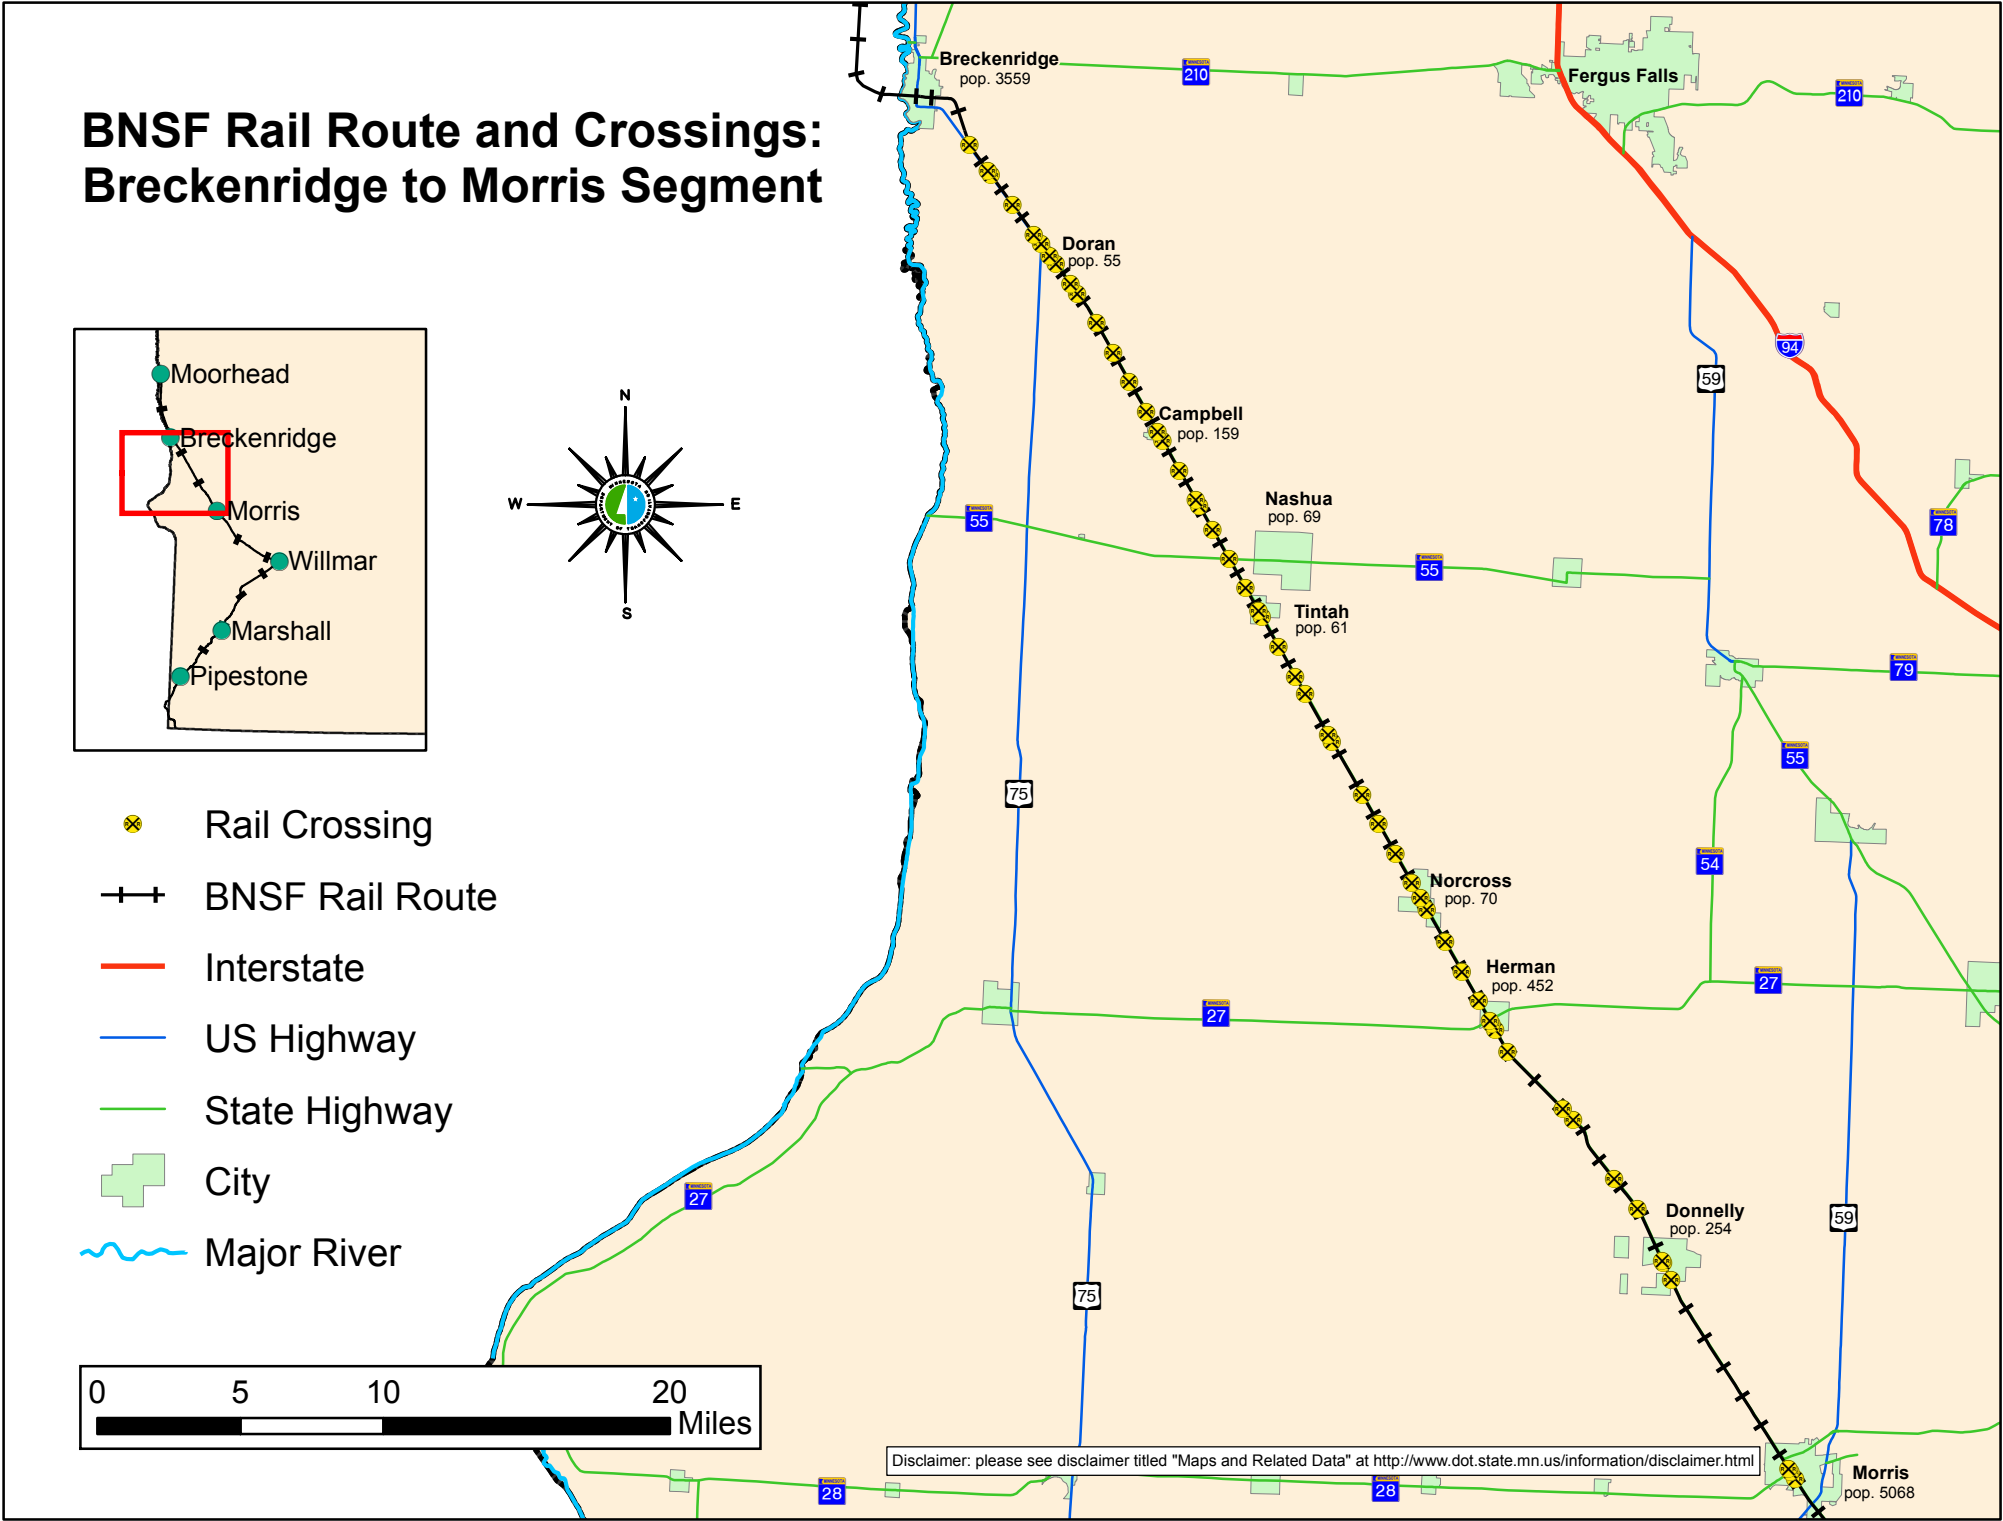 BNSF Rail Route and Crossings:
Breckenridge to Morris Segment
Breckenridge
pop. 3559
210
Fergus Falls
210
Doran
pop. 55
94
59
Campbell
pop. 159
Nashua
pop. 69
55
55
78
Tintah
pop. 61
79
55
75
54
Norcross
pop. 70
Herman
pop. 452
27
27
27
Donnelly
pop. 254
59
75
28
28
Morris
pop. 5068
Moorhead
Breckenridge
Morris
Willmar
Marshall
Pipestone
N
W
E
S
Rail Crossing
BNSF Rail Route
Interstate
US Highway
State Highway
City
Major River
0 5 10 20
Miles
Disclaimer: please see disclaimer titled "Maps and Related Data" at http://www.dot.state.mn.us/information/disclaimer.html